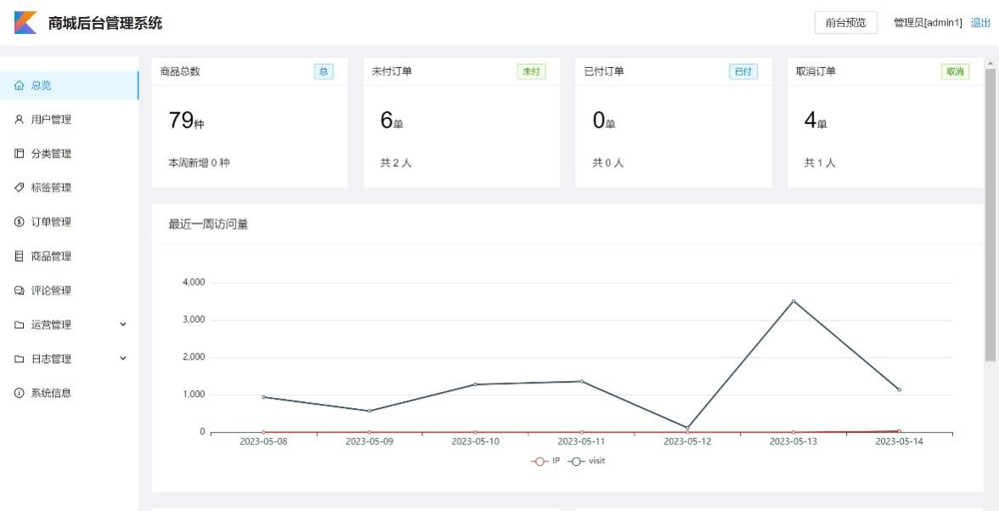 商城后台管理系统
前台预览 管理员[admin1] 退出
总览
用户管理
分类管理
标签管理
订单管理
商品管理
评论管理
运营管理
日志管理
系统信息
商品总数 总
79种
本周新增 0 种
未付订单 未付
6单
共 2 人
已付订单 已付
0单
共 0 人
取消订单 取消
4单
共 1 人
最近一周访问量
4,000
3,000
2,000
1,000
0
2023-05-08 2023-05-09 2023-05-10 2023-05-11 2023-05-12 2023-05-13 2023-05-14
IP visit